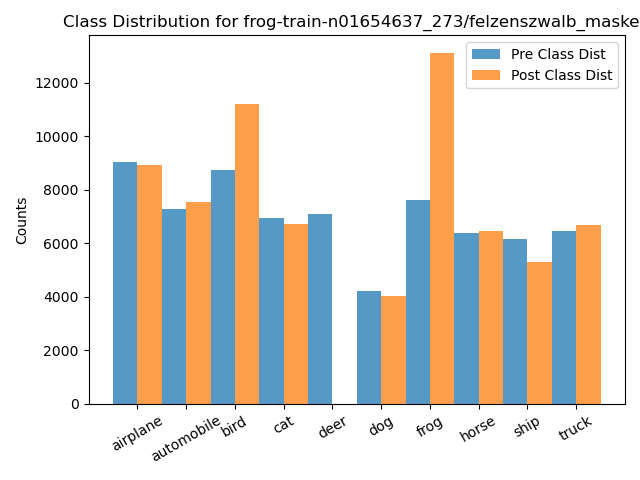 Class Distribution for frog-train-n01654637_273/felzenszwalb_maske
Pre Class Dist
Post Class Dist
Counts
12000
10000
8000
6000
4000
2000
0
airplane
automobile
bird
cat
deer
dog
frog
horse
ship
truck